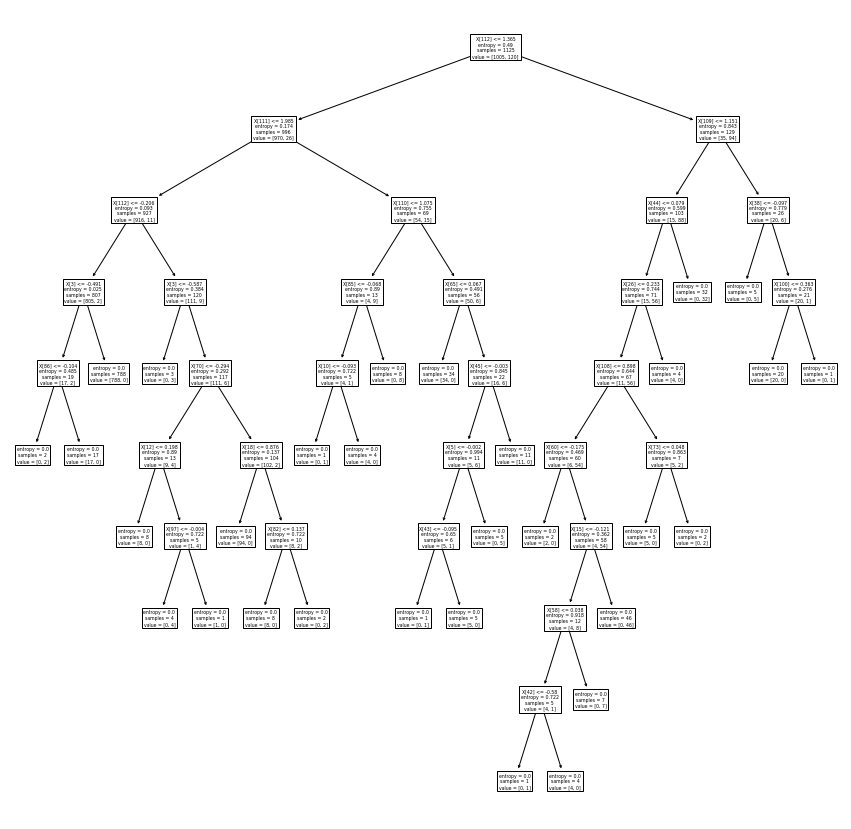 X[112] <= 1.365
entropy = 0.49
samples = 1125
value = [1005, 120]
X[111] <= 1.985
entropy = 0.174
samples = 996
value = [970, 26]
X[109] <= 1.151
entropy = 0.843
samples = 129
value = [35, 94]
X[112] <= -0.206
entropy = 0.093
samples = 927
value = [916, 11]
X[110] <= 1.075
entropy = 0.755
samples = 69
value = [54, 15]
X[44] <= 0.079
entropy = 0.599
samples = 103
value = [15, 88]
X[38] <= -0.097
entropy = 0.779
samples = 26
value = [20, 6]
X[3] <= -0.491
entropy = 0.025
samples = 807
value = [805, 2]
X[3] <= -0.587
entropy = 0.384
samples = 120
value = [111, 9]
X[85] <= -0.068
entropy = 0.89
samples = 13
value = [4, 9]
X[65] <= 0.067
entropy = 0.491
samples = 56
value = [50, 6]
X[26] <= 0.233
entropy = 0.744
samples = 71
value = [15, 56]
entropy = 0.0
samples = 32
value = [0, 32]
entropy = 0.0
samples = 5
value = [0, 5]
X[100] <= 0.363
entropy = 0.276
samples = 21
value = [20, 1]
X[86] <= -0.104
entropy = 0.485
samples = 19
value = [17, 2]
entropy = 0.0
samples = 788
value = [788, 0]
entropy = 0.0
samples = 3
value = [0, 3]
X[70] <= -0.294
entropy = 0.292
samples = 117
value = [111, 6]
X[10] <= -0.093
entropy = 0.722
samples = 5
value = [4, 1]
entropy = 0.0
samples = 8
value = [0, 8]
entropy = 0.0
samples = 34
value = [34, 0]
X[45] <= -0.003
entropy = 0.845
samples = 22
value = [16, 6]
X[108] <= 0.898
entropy = 0.644
samples = 67
value = [11, 56]
entropy = 0.0
samples = 4
value = [4, 0]
entropy = 0.0
samples = 20
value = [20, 0]
entropy = 0.0
samples = 1
value = [0, 1]
entropy = 0.0
samples = 2
value = [0, 2]
entropy = 0.0
samples = 17
value = [17, 0]
X[12] <= 0.198
entropy = 0.89
samples = 13
value = [9, 4]
X[18] <= 0.876
entropy = 0.137
samples = 104
value = [102, 2]
entropy = 0.0
samples = 1
value = [0, 1]
entropy = 0.0
samples = 4
value = [4, 0]
X[5] <= -0.002
entropy = 0.994
samples = 11
value = [5, 6]
entropy = 0.0
samples = 11
value = [11, 0]
X[60] <= -0.175
entropy = 0.469
samples = 60
value = [6, 54]
X[73] <= 0.048
entropy = 0.863
samples = 7
value = [5, 2]
entropy = 0.0
samples = 8
value = [8, 0]
X[97] <= -0.004
entropy = 0.722
samples = 5
value = [1, 4]
entropy = 0.0
samples = 94
value = [94, 0]
X[82] <= 0.137
entropy = 0.722
samples = 10
value = [8, 2]
X[43] <= -0.095
entropy = 0.65
samples = 6
value = [5, 1]
entropy = 0.0
samples = 5
value = [0, 5]
entropy = 0.0
samples = 2
value = [2, 0]
X[15] <= -0.121
entropy = 0.362
samples = 58
value = [4, 54]
entropy = 0.0
samples = 5
value = [5, 0]
entropy = 0.0
samples = 2
value = [0, 2]
entropy = 0.0
samples = 4
value = [0, 4]
entropy = 0.0
samples = 1
value = [1, 0]
entropy = 0.0
samples = 8
value = [8, 0]
entropy = 0.0
samples = 2
value = [0, 2]
entropy = 0.0
samples = 1
value = [0, 1]
entropy = 0.0
samples = 5
value = [5, 0]
X[58] <= 0.038
entropy = 0.918
samples = 12
value = [4, 8]
entropy = 0.0
samples = 46
value = [0, 46]
X[42] <= -0.58
entropy = 0.722
samples = 5
value = [4, 1]
entropy = 0.0
samples = 7
value = [0, 7]
entropy = 0.0
samples = 1
value = [0, 1]
entropy = 0.0
samples = 4
value = [4, 0]